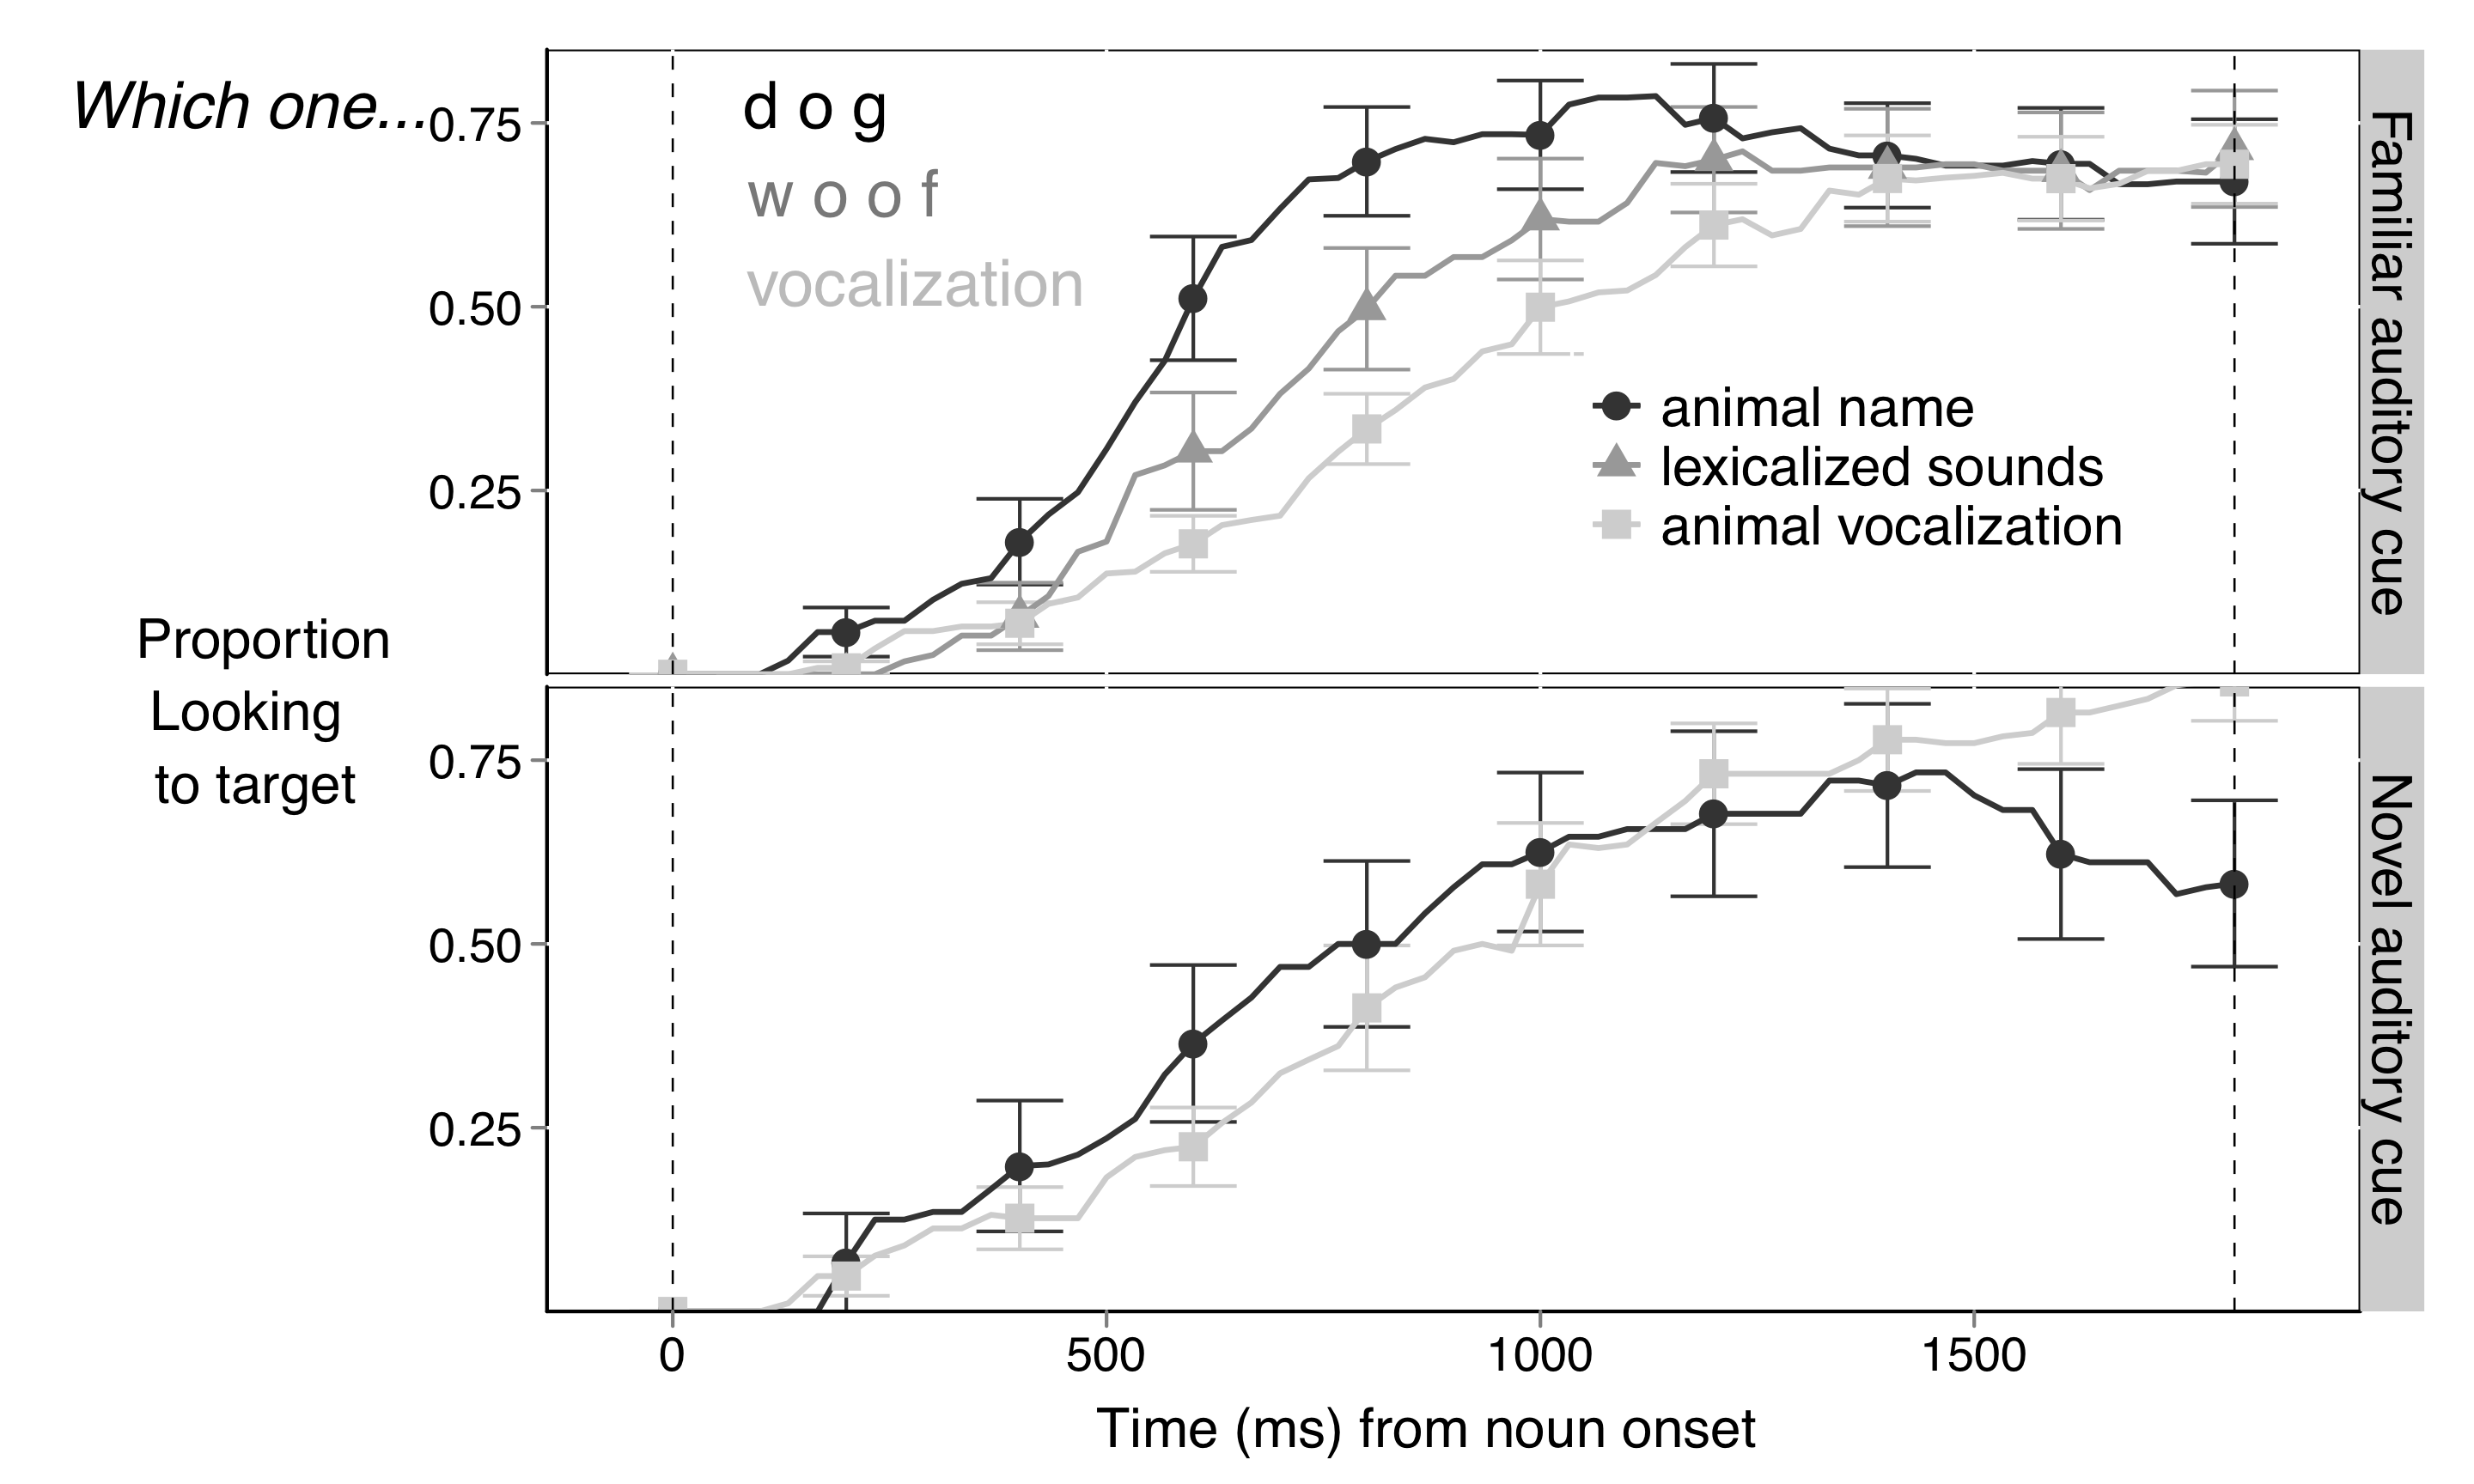 Which one...
d o g
w o o f
vocalization
0.75
0.50
0.25
animal name
lexicalized sounds
animal vocalization
Familiar auditory cue
Proportion
Looking
to target
0.75
0.50
0.25
Novel auditory cue
0 500 1000 1500
Time (ms) from noun onset